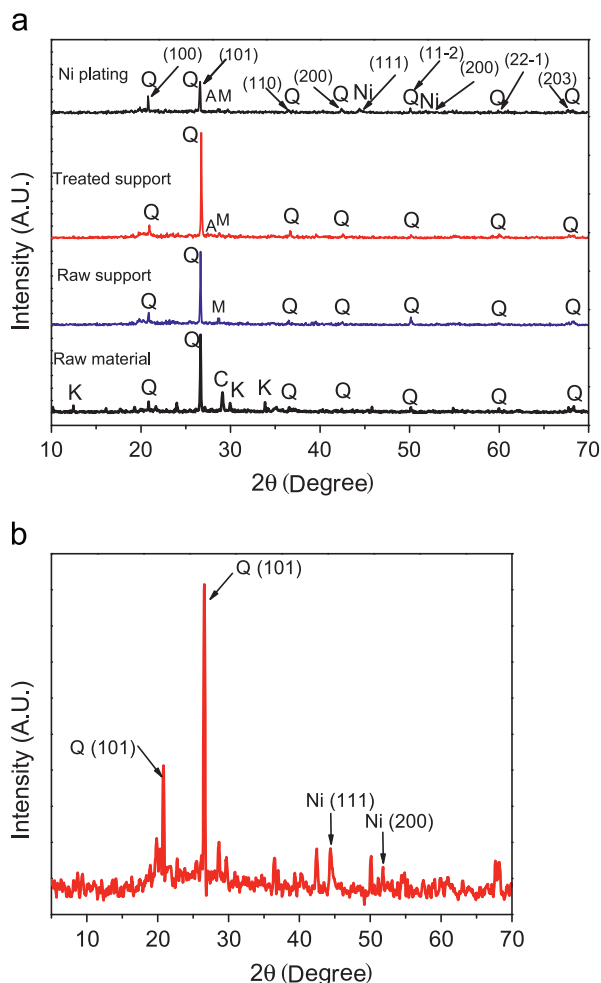 a
Ni plating Q (100) Q (101) A M (110) Q (200) Q Ni (111) (11-2) Q Ni (200) (22-1) Q (203) Q
Treated support Q Q A M Q Q Q Q Q
Raw support Q Q M Q Q Q Q Q
Raw material K Q Q C K K Q Q Q Q Q
Intensity (A.U.)
10 20 30 40 50 60 70
2θ (Degree)
b
Q (101)
Q (101)
Ni (111)
Ni (200)
Intensity (A.U.)
10 20 30 40 50 60 70
2θ (Degree)